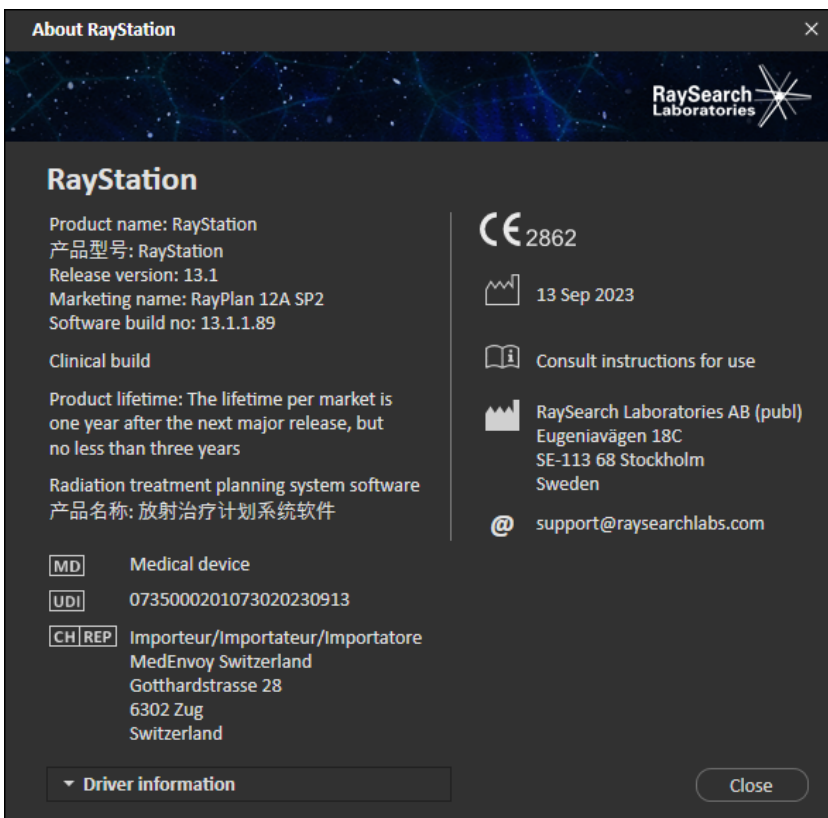 About RayStation
RaySearch
Laboratories
RayStation
Product name: RayStation
产品型号: RayStation
Release version: 13.1
Marketing name: RayPlan 12A SP2
Software build no: 13.1.1.89
Clinical build
Product lifetime: The lifetime per market is
one year after the next major release, but
no less than three years
Radiation treatment planning system software
产品名称: 放射治疗计划系统软件
CE 2862
13 Sep 2023
Consult instructions for use
RaySearch Laboratories AB (publ)
Eugeniavägen 18C
SE-113 68 Stockholm
Sweden
@ support@raysearchlabs.com
MD Medical device
UDI 0735000201073020230913
CH REP Importeur/Importateur/Importatore
MedEnvoy Switzerland
Gotthardstrasse 28
6302 Zug
Switzerland
Driver information
Close